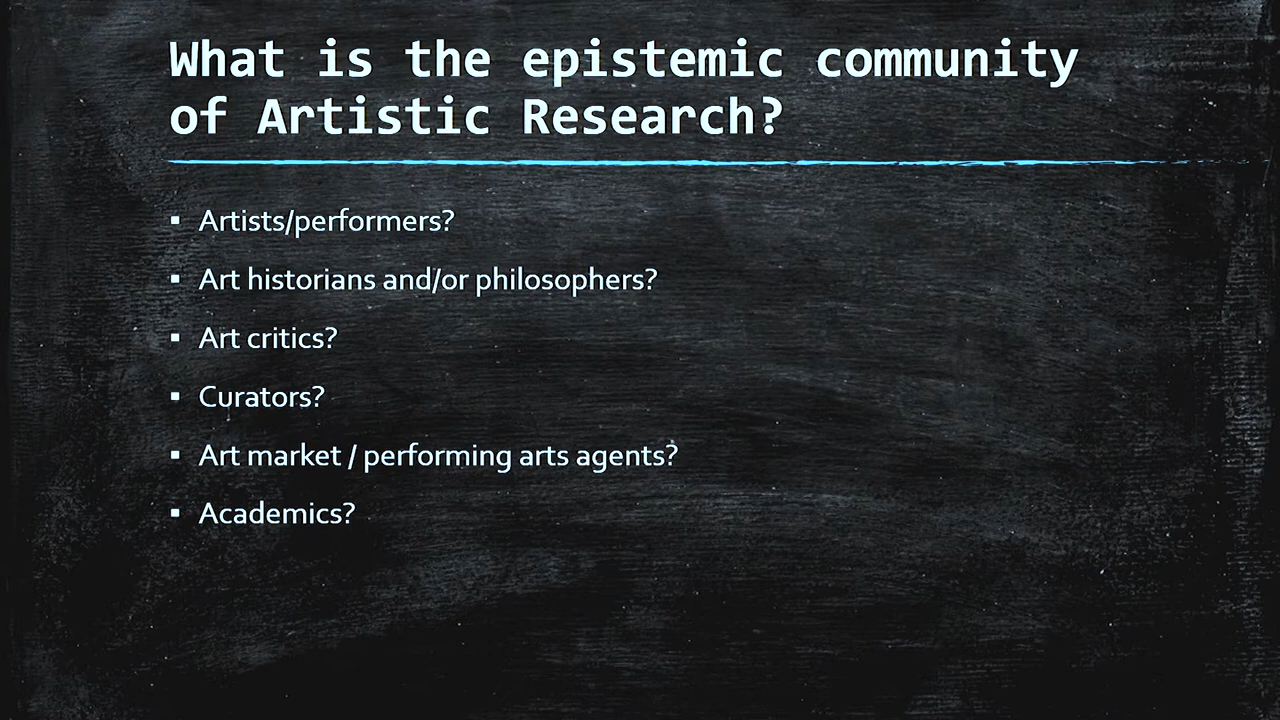 What is the epistemic community
of Artistic Research?
▪ Artists/performers?
▪ Art historians and/or philosophers?
▪ Art critics?
▪ Curators?
▪ Art market / performing arts agents?
▪ Academics?